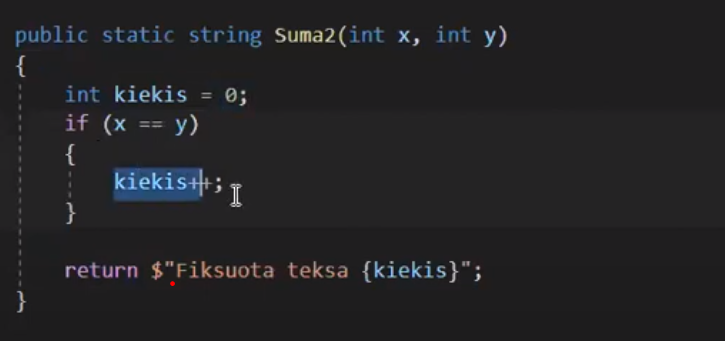 public static string Suma2(int x, int y)
{
int kiekis = 0;
if (x == y)
{
kiekis++;
}
return $"Fiksuota teksa {kiekis}";
}